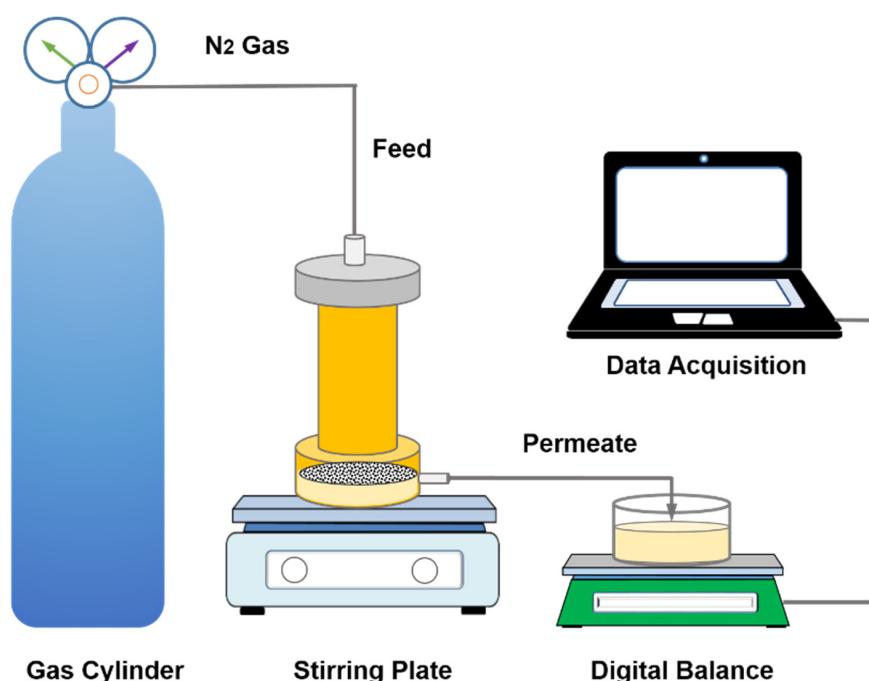 N2 Gas
Feed
Data Acquisition
Permeate
Gas Cylinder
Stirring Plate
Digital Balance